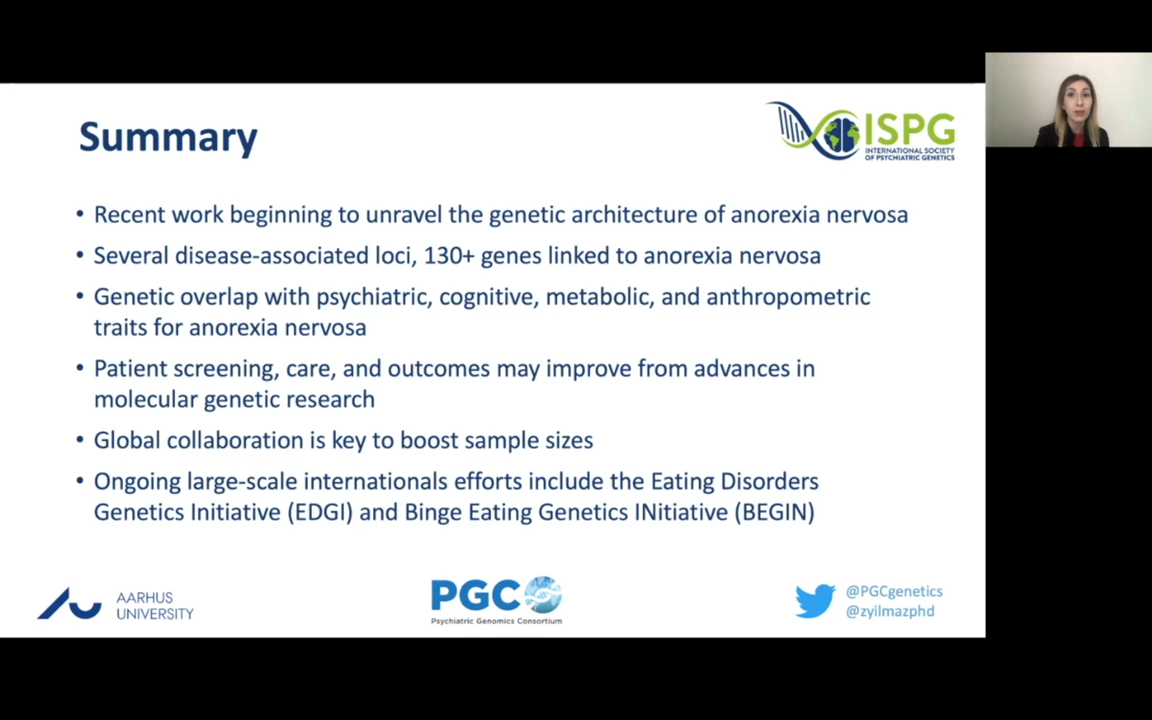 Summary
ISPG
INTERNATIONAL SOCIETY
OF PSYCHIATRIC GENETICS
• Recent work beginning to unravel the genetic architecture of anorexia nervosa
• Several disease-associated loci, 130+ genes linked to anorexia nervosa
• Genetic overlap with psychiatric, cognitive, metabolic, and anthropometric
traits for anorexia nervosa
• Patient screening, care, and outcomes may improve from advances in
molecular genetic research
• Global collaboration is key to boost sample sizes
• Ongoing large-scale internationals efforts include the Eating Disorders
Genetics Initiative (EDGI) and Binge Eating Genetics INitiative (BEGIN)
AARHUS
UNIVERSITY
PGC
Psychiatric Genomics Consortium
@PGCgenetics
@zyilmazphd